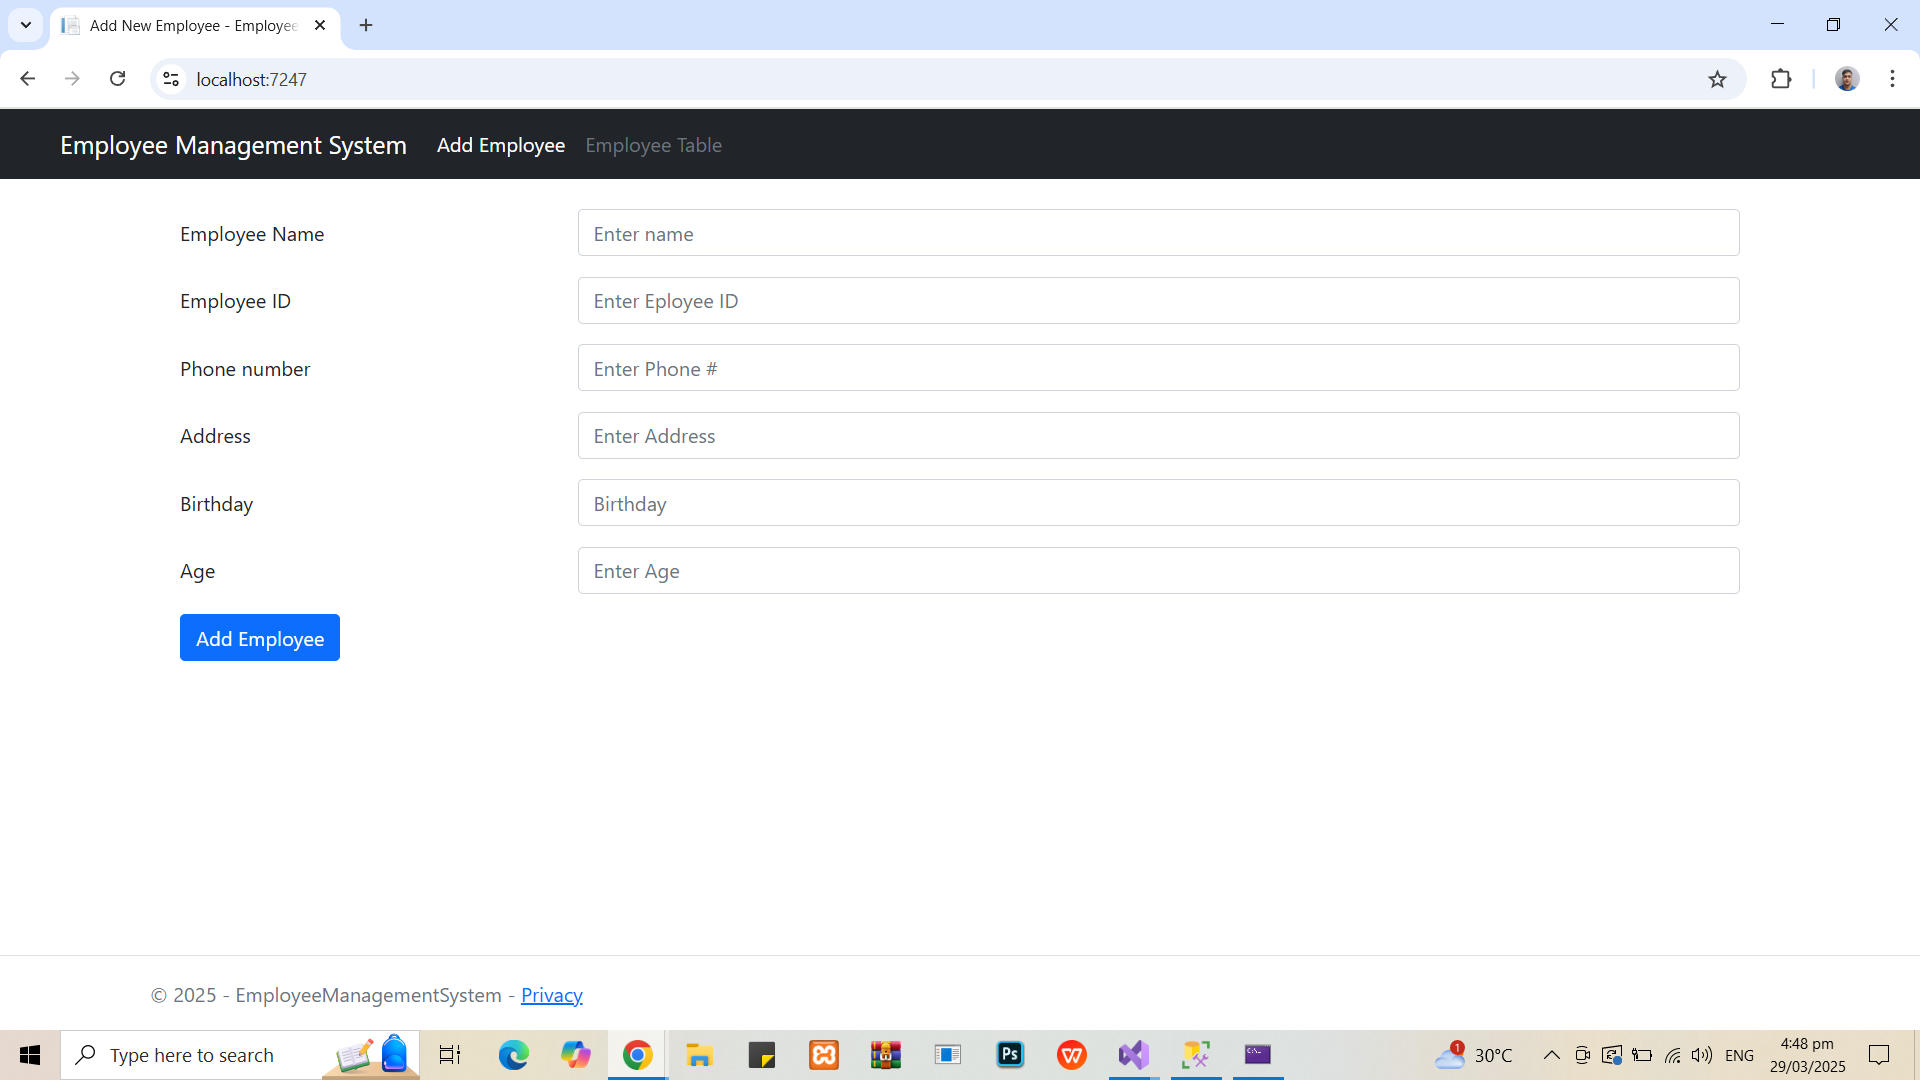 Add New Employee - Employee
localhost:7247
Employee Management System Add Employee Employee Table
Employee Name Enter name
Employee ID Enter Eployee ID
Phone number Enter Phone #
Address Enter Address
Birthday Birthday
Age Enter Age
Add Employee
© 2025 - EmployeeManagementSystem - Privacy
Type here to search Ps W 1 30°C ENG 4:48 pm
29/03/2025